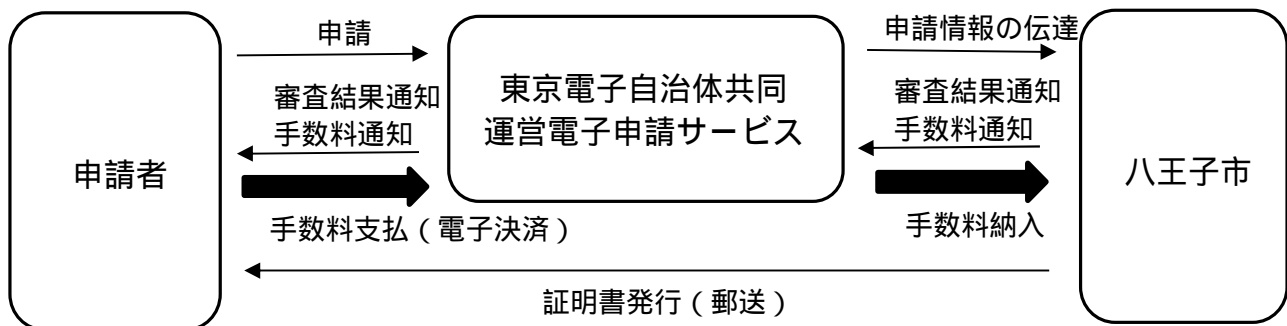 申請
申請情報の伝達
審査結果通知
手数料通知
東京電子自治体共同
運営電子申請サービス
審査結果通知
手数料通知
申請者
八王子市
手数料支払(電子決済)
手数料納入
証明書発行(郵送)